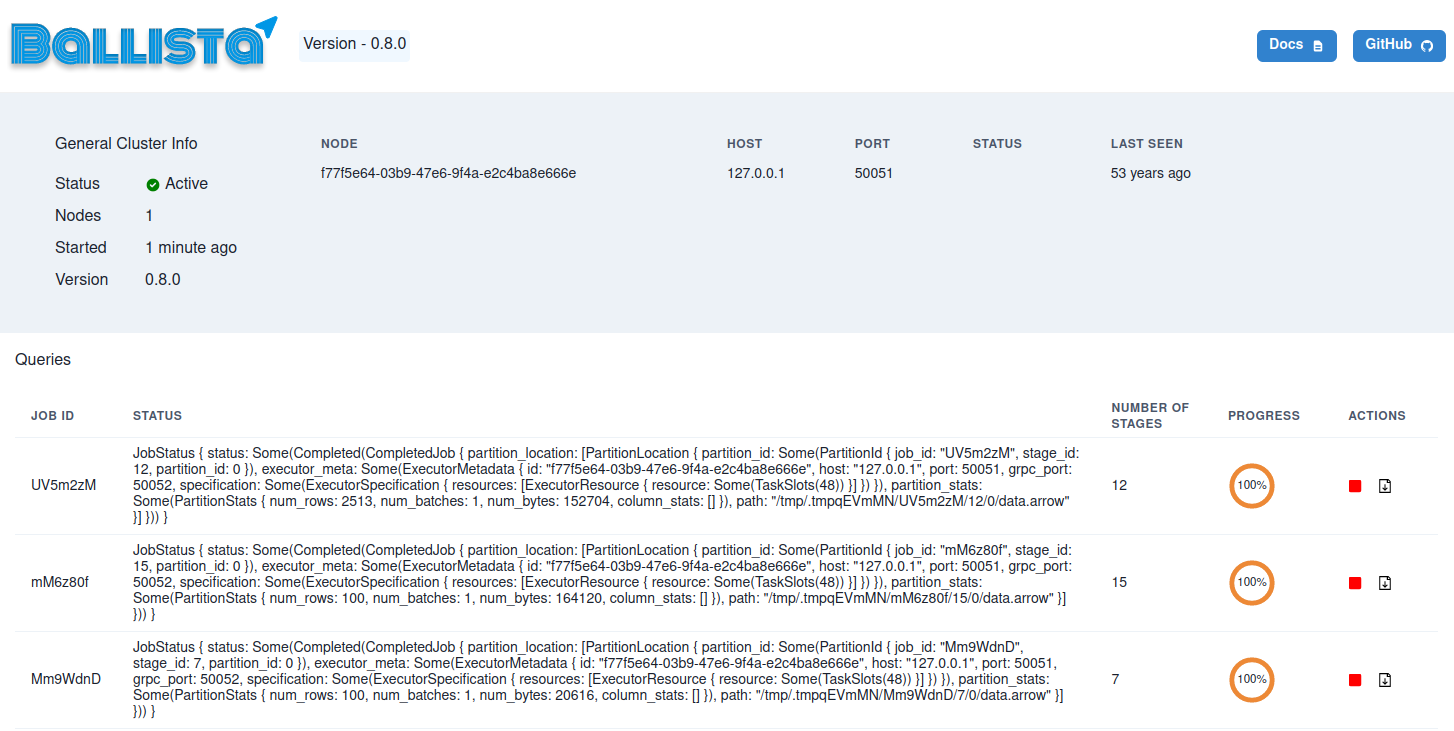 Ballista
Version - 0.8.0
Docs
GitHub
General Cluster Info
Status Active
Nodes 1
Started 1 minute ago
Version 0.8.0
NODE HOST PORT STATUS LAST SEEN
f77f5e64-03b9-47e6-9f4a-e2c4ba8e666e 127.0.0.1 50051 53 years ago
Queries
JOB ID STATUS NUMBER OF
STAGES PROGRESS ACTIONS
UV5m2zM
JobStatus { status: Some(Completed(CompletedJob { partition_location: [PartitionLocation { partition_id: Some(PartitionId { job_id: "UV5m2zM", stage_id:
12, partition_id: 0 }), executor_meta: Some(ExecutorMetadata { id: "f77f5e64-03b9-47e6-9f4a-e2c4ba8e666e", host: "127.0.0.1", port: 50051, grpc_port:
50052, specification: Some(ExecutorSpecification { resources: [ExecutorResource { resource: Some(TaskSlots(48)) }] }) }), partition_stats:
Some(PartitionStats { num_rows: 2513, num_batches: 1, num_bytes: 152704, column_stats: [] }), path: "/tmp/.tmpqEVmMN/UV5m2zM/12/0/data.arrow"
}] })) }
12
100%
mM6z80f
JobStatus { status: Some(Completed(CompletedJob { partition_location: [PartitionLocation { partition_id: Some(PartitionId { job_id: "mM6z80f", stage_id:
15, partition_id: 0 }), executor_meta: Some(ExecutorMetadata { id: "f77f5e64-03b9-47e6-9f4a-e2c4ba8e666e", host: "127.0.0.1", port: 50051, grpc_port:
50052, specification: Some(ExecutorSpecification { resources: [ExecutorResource { resource: Some(TaskSlots(48)) }] }) }), partition_stats:
Some(PartitionStats { num_rows: 100, num_batches: 1, num_bytes: 164120, column_stats: [] }), path: "/tmp/.tmpqEVmMN/mM6z80f/15/0/data.arrow" }]
})) }
15
100%
Mm9WdnD
JobStatus { status: Some(Completed(CompletedJob { partition_location: [PartitionLocation { partition_id: Some(PartitionId { job_id: "Mm9WdnD",
stage_id: 7, partition_id: 0 }), executor_meta: Some(ExecutorMetadata { id: "f77f5e64-03b9-47e6-9f4a-e2c4ba8e666e", host: "127.0.0.1", port: 50051,
grpc_port: 50052, specification: Some(ExecutorSpecification { resources: [ExecutorResource { resource: Some(TaskSlots(48)) }] }) }), partition_stats:
Some(PartitionStats { num_rows: 100, num_batches: 1, num_bytes: 20616, column_stats: [] }), path: "/tmp/.tmpqEVmMN/Mm9WdnD/7/0/data.arrow" }]
})) }
7
100%